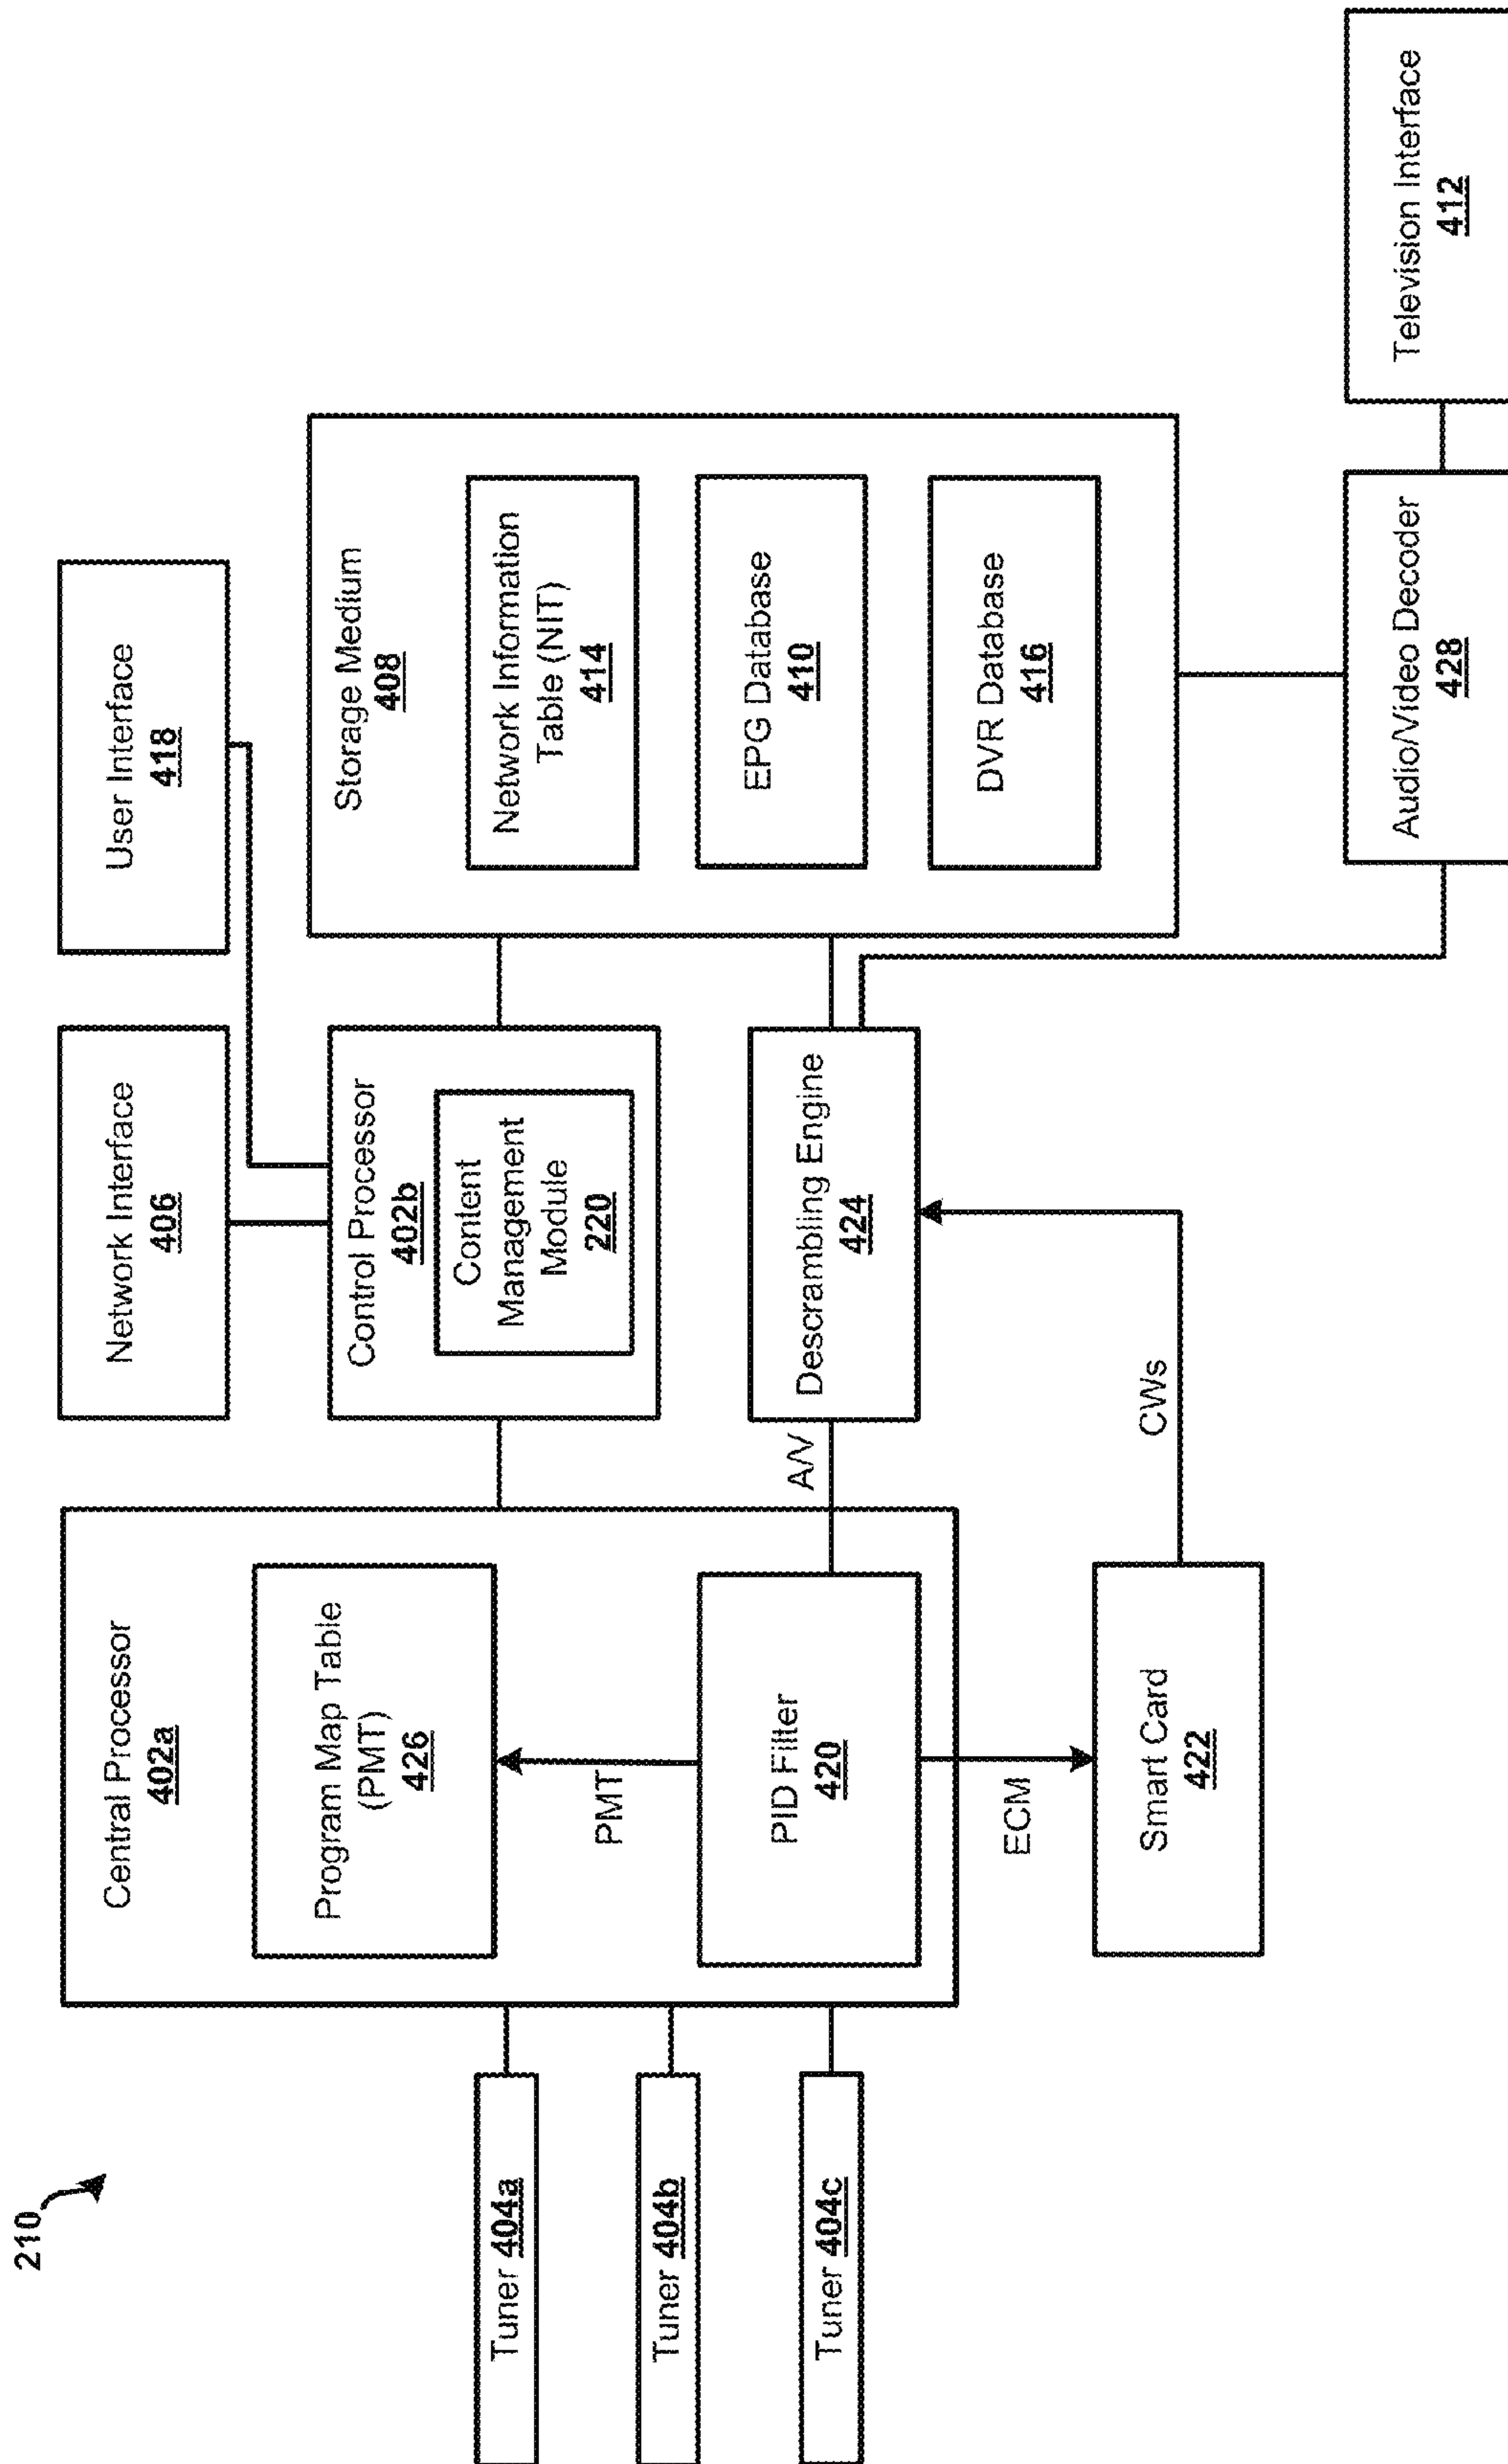 210
Tuner 404a
Tuner 404b
Tuner 404c
Central Processor
402a
Program Map Table
(PMT)
426
PMT
PID Filter
420
ECM
Smart Card
422
A/V
CWs
Network Interface
406
Control Processor
402b
Content
Management
Module
220
Descrambling Engine
424
User Interface
418
Storage Medium
408
Network Information
Table (NIT)
414
EPG Database
410
DVR Database
416
Audio/Video Decoder
428
Television Interface
412